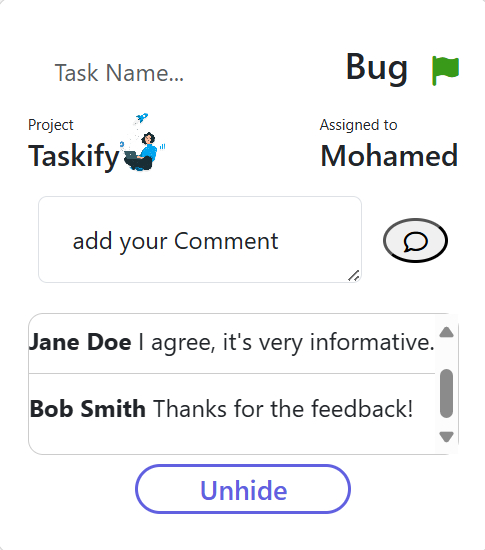 Task Name...
Bug
Project
Assigned to
Taskify
Mohamed
add your Comment
Jane Doe I agree, it's very informative.
Bob Smith Thanks for the feedback!
Unhide